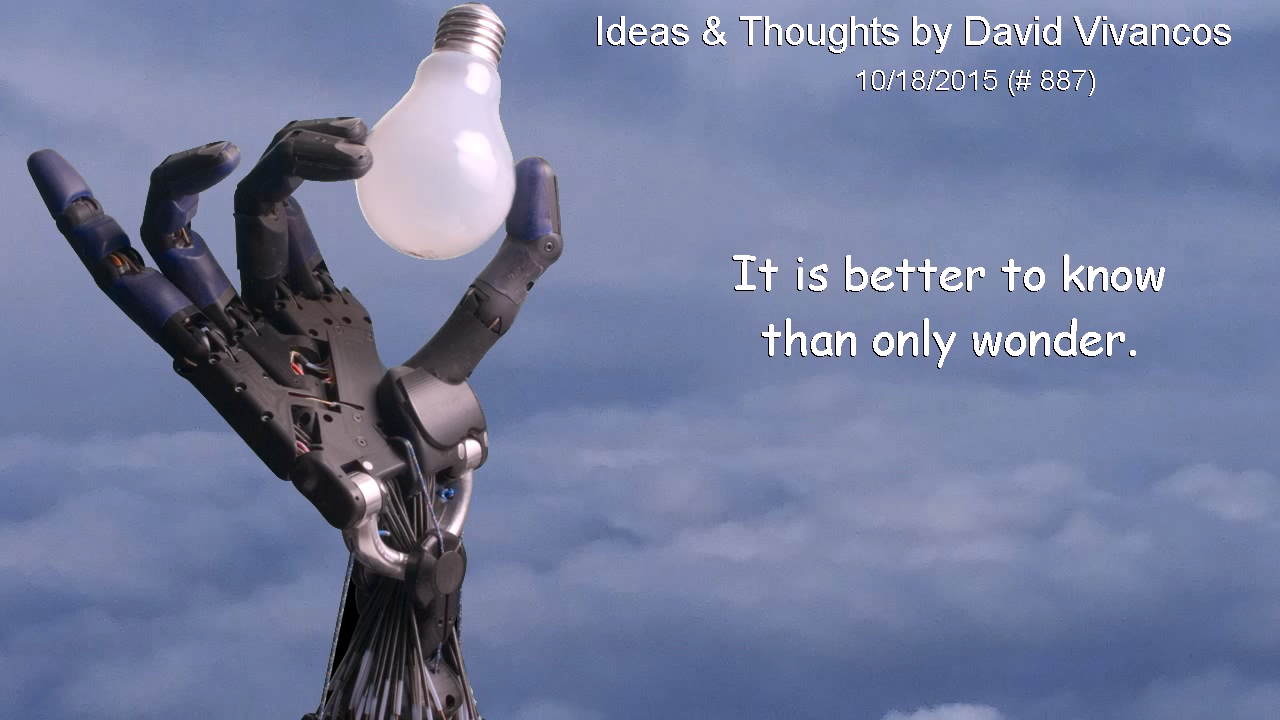 Ideas & Thoughts by David Vivancos
10/18/2015 (# 887)
It is better to know
than only wonder.